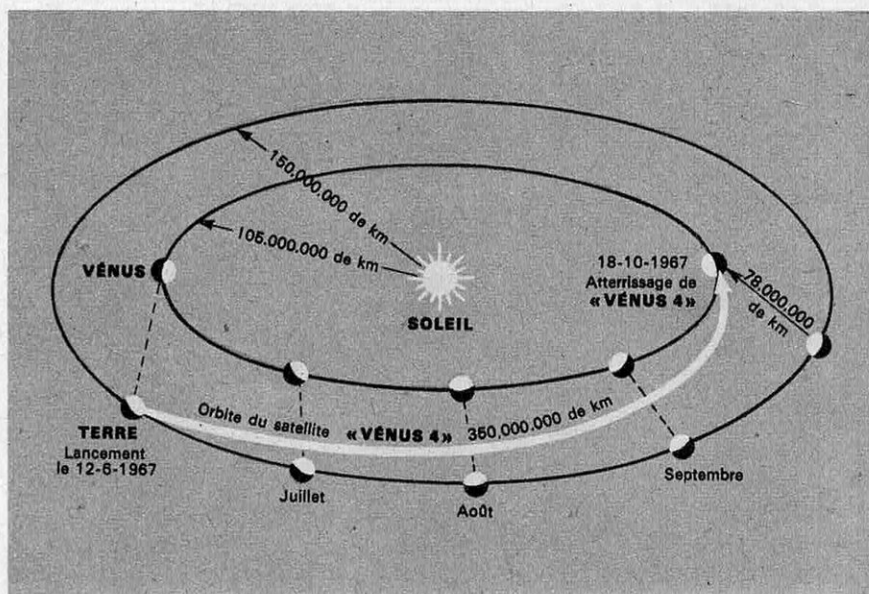 150.000.000 de km
105.000.000 de km
VÉNUS
SOLEIL
18-10-1967
Atterrissage de
« VÉNUS 4 »
78.000.000
de km
TERRE
Lancement
le 12-6-1967
Orbite du satellite « VÉNUS 4 » 350,000.000 de km
Juillet
Août
Septembre